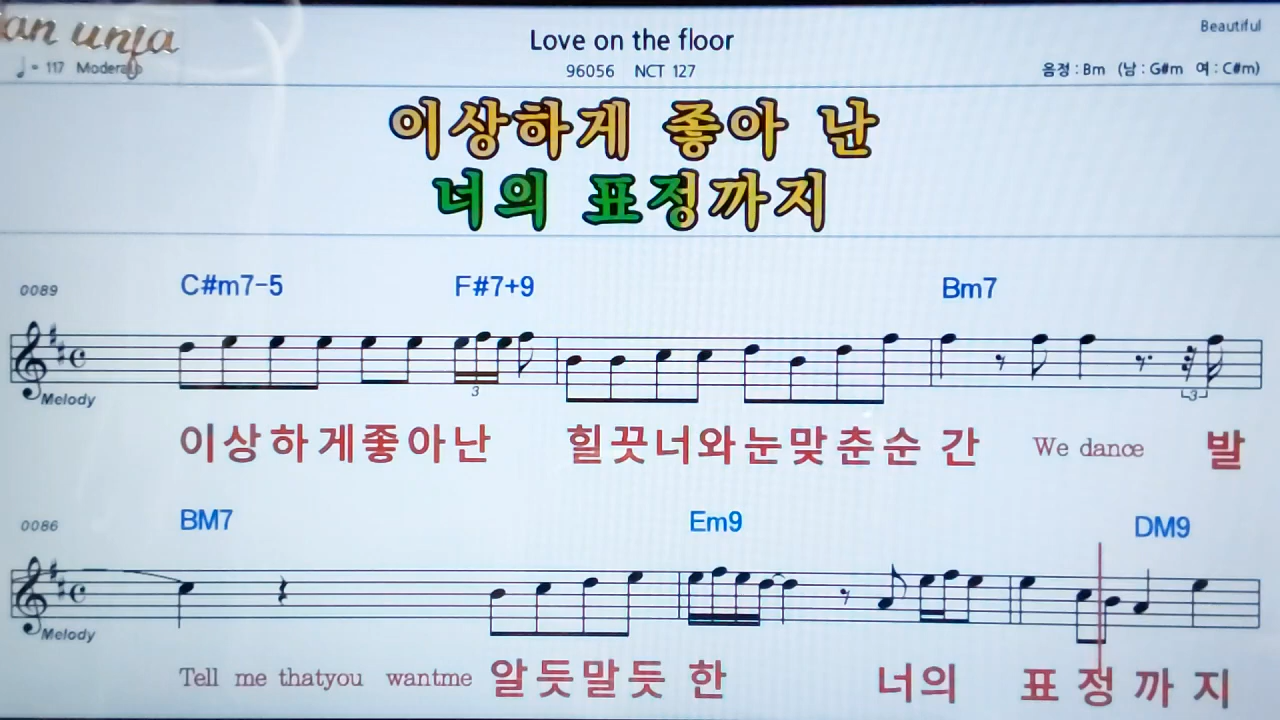 Love on the floor
Beautiful
♩= 117 Moderato
96056 NCT 127
음정 : Bm (남 : G#m 여 : C#m)
이상하게 좋아 난
너의 표정까지
0089 C#m7-5 F#7+9 Bm7
3
3
Melody
이상하게좋아난 힐끗너와눈맞춘순 간 We dance 발
0086 BM7 Em9 DM9
Melody
Tell me thatyou wantme 알듯말듯 한 너의 표 정 까 지